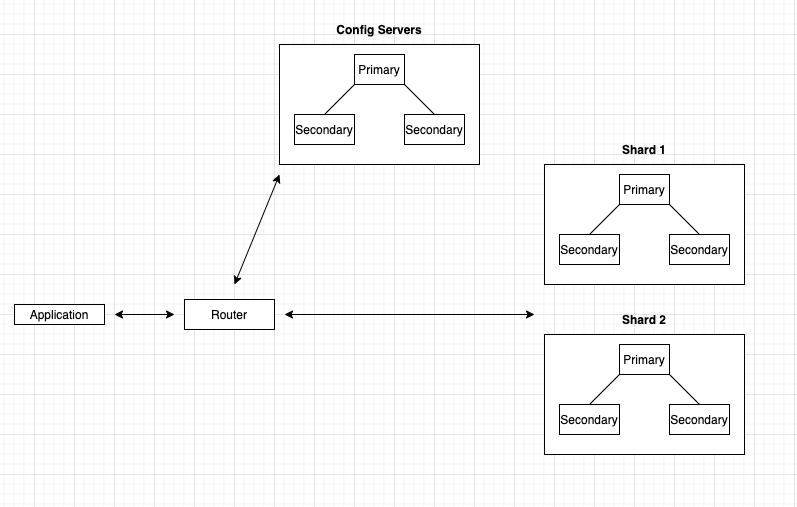 Config Servers
Primary
Secondary
Secondary
Shard 1
Primary
Secondary
Secondary
Application
Router
Shard 2
Primary
Secondary
Secondary